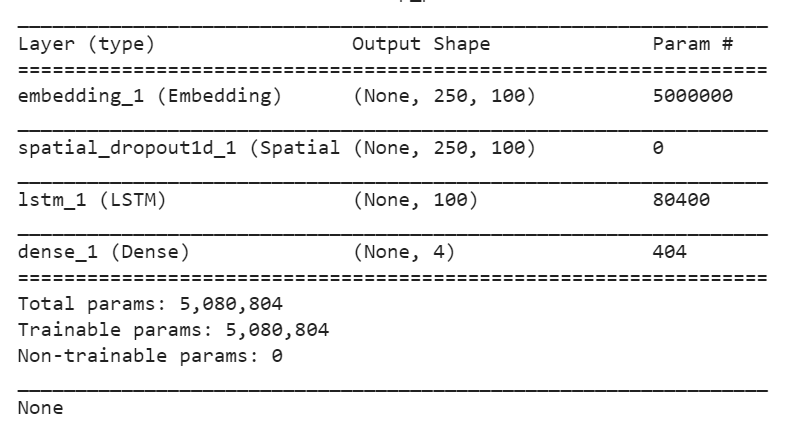 Layer (type) Output Shape Param #
=================================================================
embedding_1 (Embedding) (None, 250, 100) 5000000
_________________________________________________________________
spatial_dropout1d_1 (Spatial (None, 250, 100) 0
_________________________________________________________________
lstm_1 (LSTM) (None, 100) 80400
_________________________________________________________________
dense_1 (Dense) (None, 4) 404
=================================================================
Total params: 5,080,804
Trainable params: 5,080,804
Non-trainable params: 0
_________________________________________________________________
None